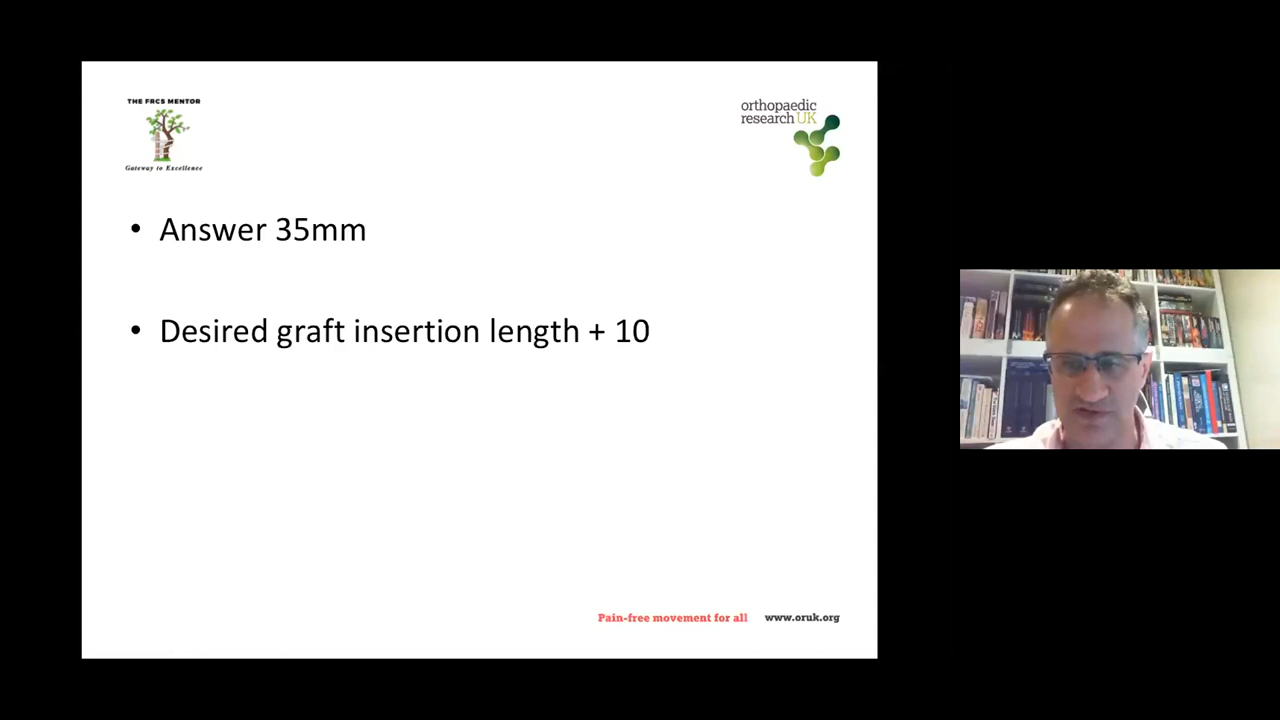 THE FRCS MENTOR
Gateway to Excellence
orthopaedic
research UK
• Answer 35mm
• Desired graft insertion length + 10
Pain-free movement for all www.oruk.org